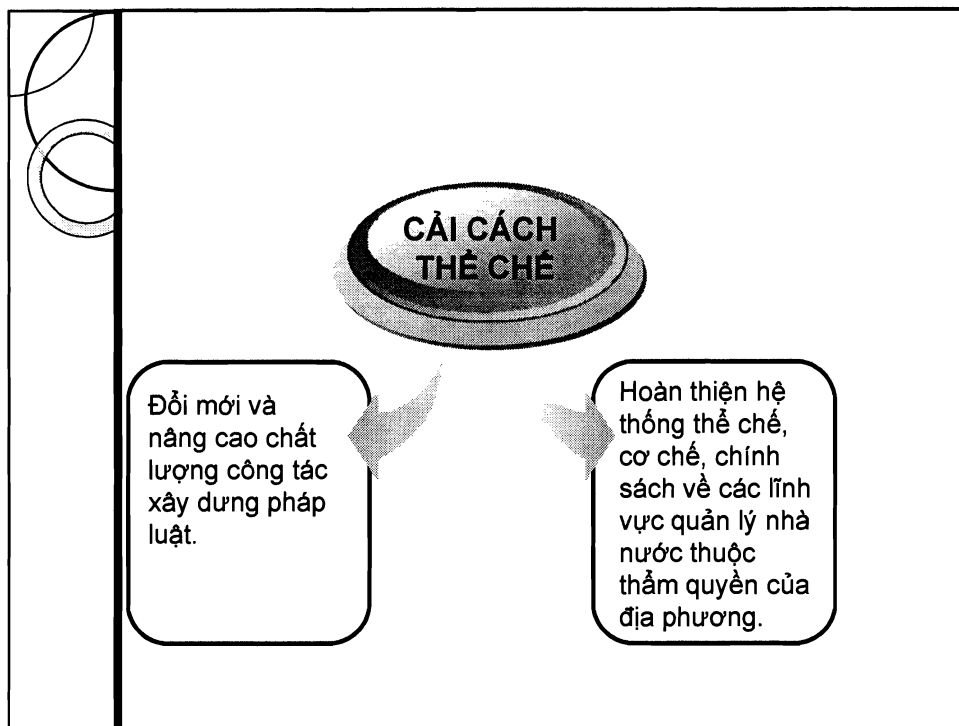 CẢI CÁCH
THỂ CHẾ
Đổi mới và
nâng cao chất
lượng công tác
xây dưng pháp
luật.
Hoàn thiện hệ
thống thể chế,
cơ chế, chính
sách về các lĩnh
vực quản lý nhà
nước thuộc
thẩm quyền của
địa phương.